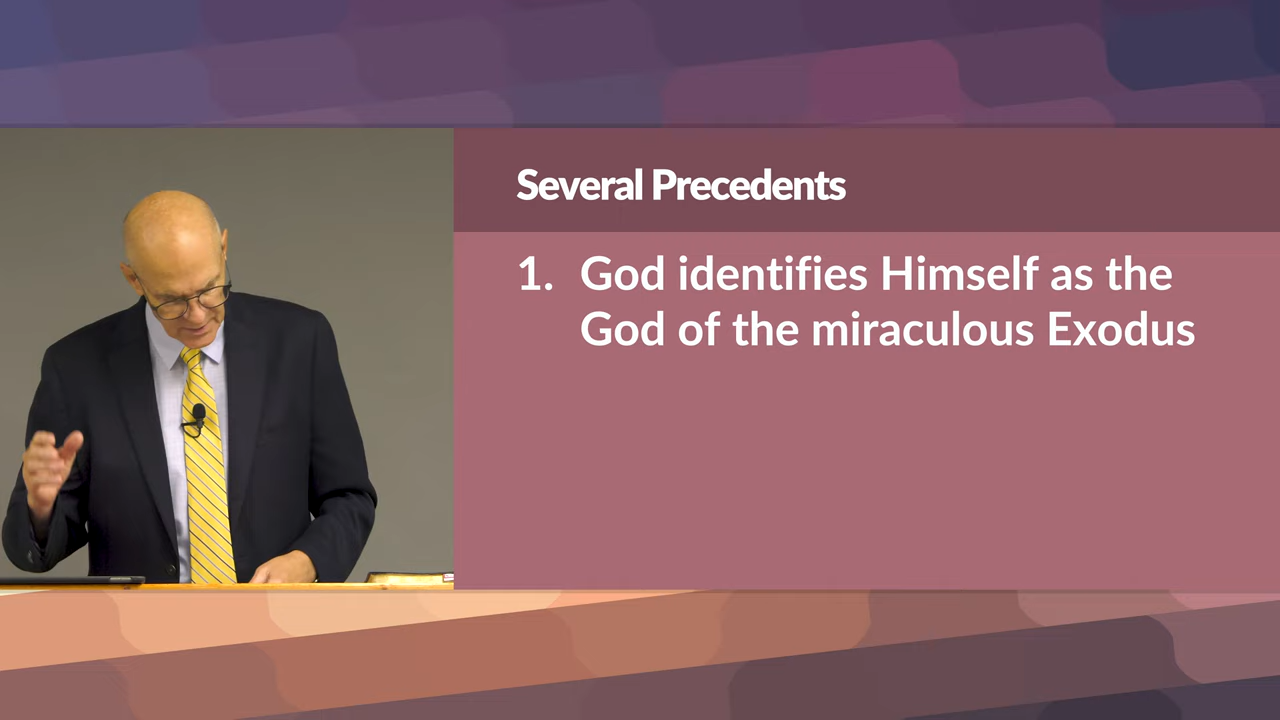 Several Precedents
1. God identifies Himself as the
God of the miraculous Exodus